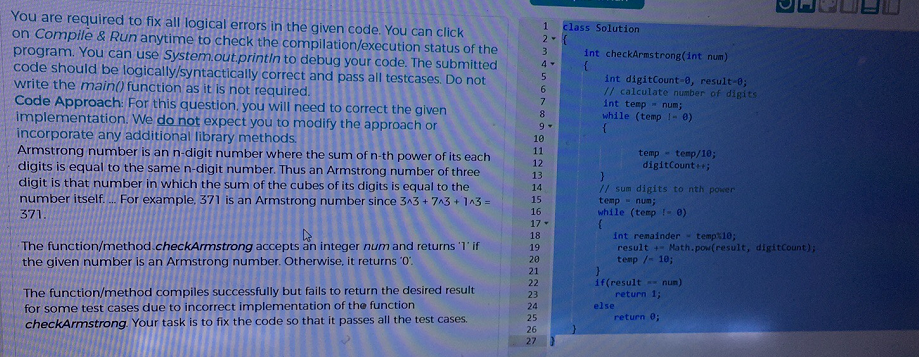 You are required to fix all logical errors in the given code. You can click
on Compile & Run anytime to check the compilation/execution status of the
program. You can use System.out.println to debug your code. The submitted
code should be logically/syntactically correct and pass all testcases. Do not
write the main() function as it is not required.
Code Approach: For this question, you will need to correct the given
implementation. We do not expect you to modify the approach or
incorporate any additional library methods.
Armstrong number is an n-digit number where the sum of n-th power of its each
digits is equal to the same n-digit number. Thus an Armstrong number of three
digit is that number in which the sum of the cubes of its digits is equal to the
number itself. ... For example, 371 is an Armstrong number since 3^3 + 7^3 + 1^3 =
371.
The function/method checkArmstrong accepts an integer num and returns '1' if
the given number is an Armstrong number. Otherwise, it returns '0'.
The function/method compiles successfully but fails to return the desired result
for some test cases due to incorrect implementation of the function
checkArmstrong. Your task is to fix the code so that it passes all the test cases.
1 class Solution
2 {
3 int checkArmstrong(int num)
4 {
5 int digitCount=0, result=0;
6 // calculate number of digits
7 int temp = num;
8 while (temp != 0)
9 {
10
11 temp = temp/10;
12 digitCount++;
13 }
14 // sum digits to nth power
15 temp = num;
16 while (temp != 0)
17 {
18 int remainder = temp%10;
19 result += Math.pow(result, digitCount);
20 temp /= 10;
21 }
22 if(result == num)
23 return 1;
24 else
25 return 0;
26 }
27 }